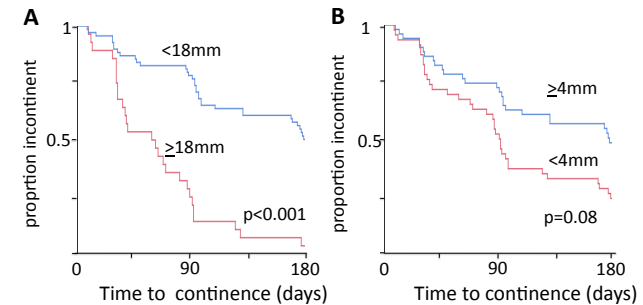 A
proprtion incontinent
1
0.5
<18mm
≥18mm
p<0.001
0
90
180
Time to continence (days)
B
proportion incontinent
1
0.5
≥4mm
<4mm
p=0.08
0
90
180
Time to continence (days)